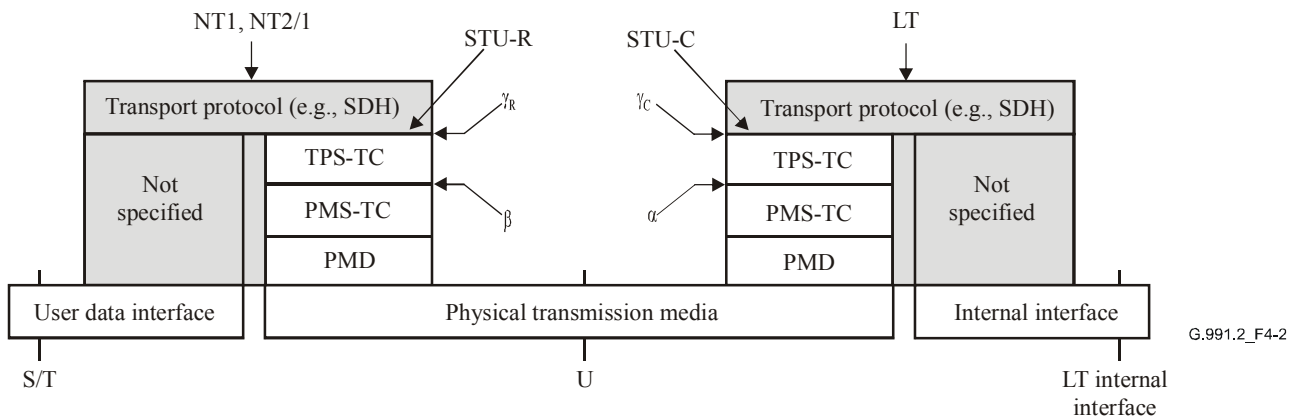 NT1, NT2/1
STU-R
STU-C
LT
Transport protocol (e.g., SDH)
γR
γC
Transport protocol (e.g., SDH)
TPS-TC
TPS-TC
Not
specified
Not
specified
PMS-TC
β
α
PMS-TC
PMD
PMD
User data interface
Physical transmission media
Internal interface
G.991.2_F4-2
S/T
U
LT internal
interface